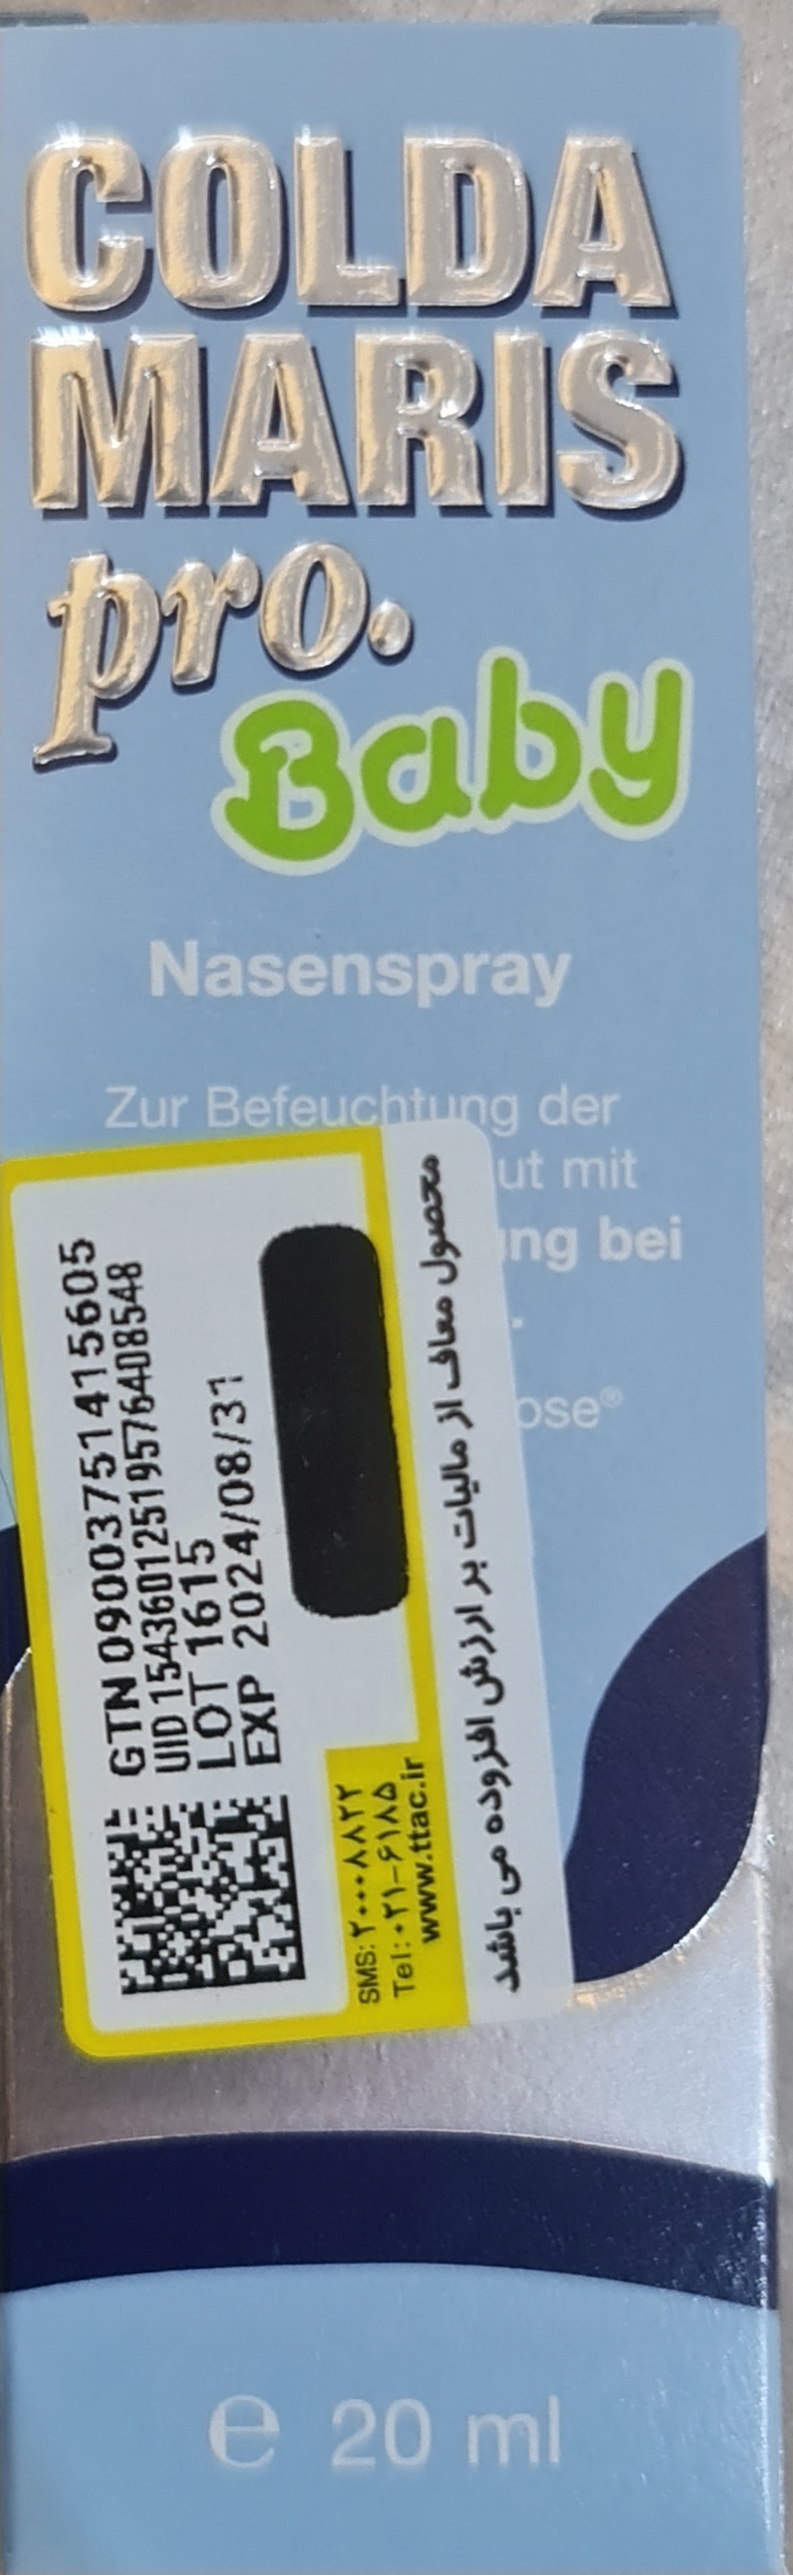 COLDA
MARIS
pro.
Baby
Nasenspray
Zur Befeuchtung der
ut mit
ng bei
ose®
GTN 09003751415605
UID 15436012519576408548
LOT 1615
EXP 2024/08/31
SMS: ۲۰۰۰۸۸۲۲
Tel: ۰۲۱-۶۱۸۵
www.ttac.ir
محصول معاف از مالیات بر ارزش افزوده می باشد
e 20 ml